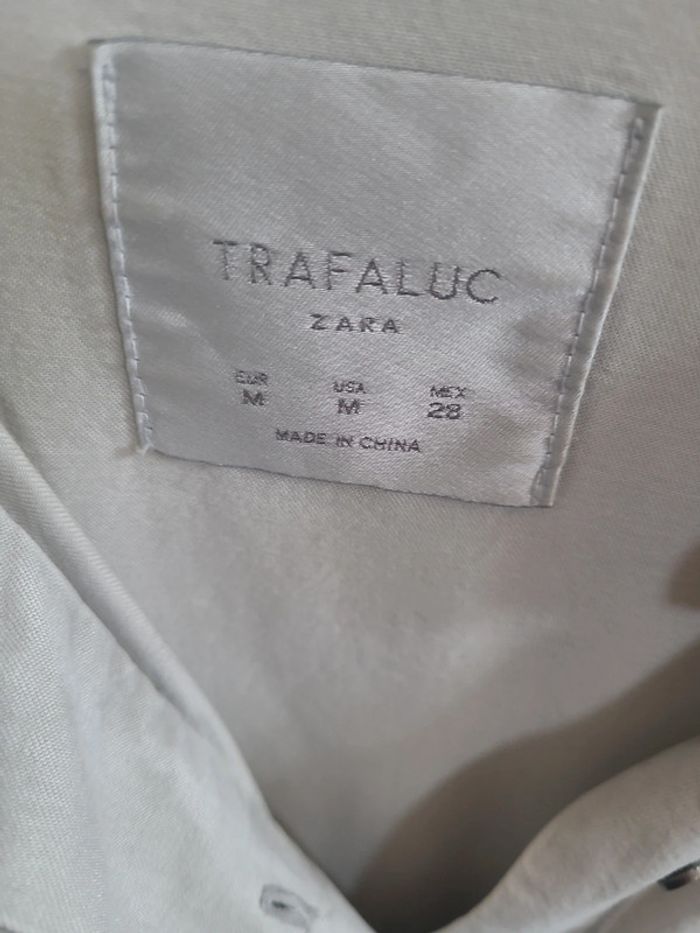 TRAFALUC
ZARA
EUR USA MEX
M M 28
MADE IN CHINA